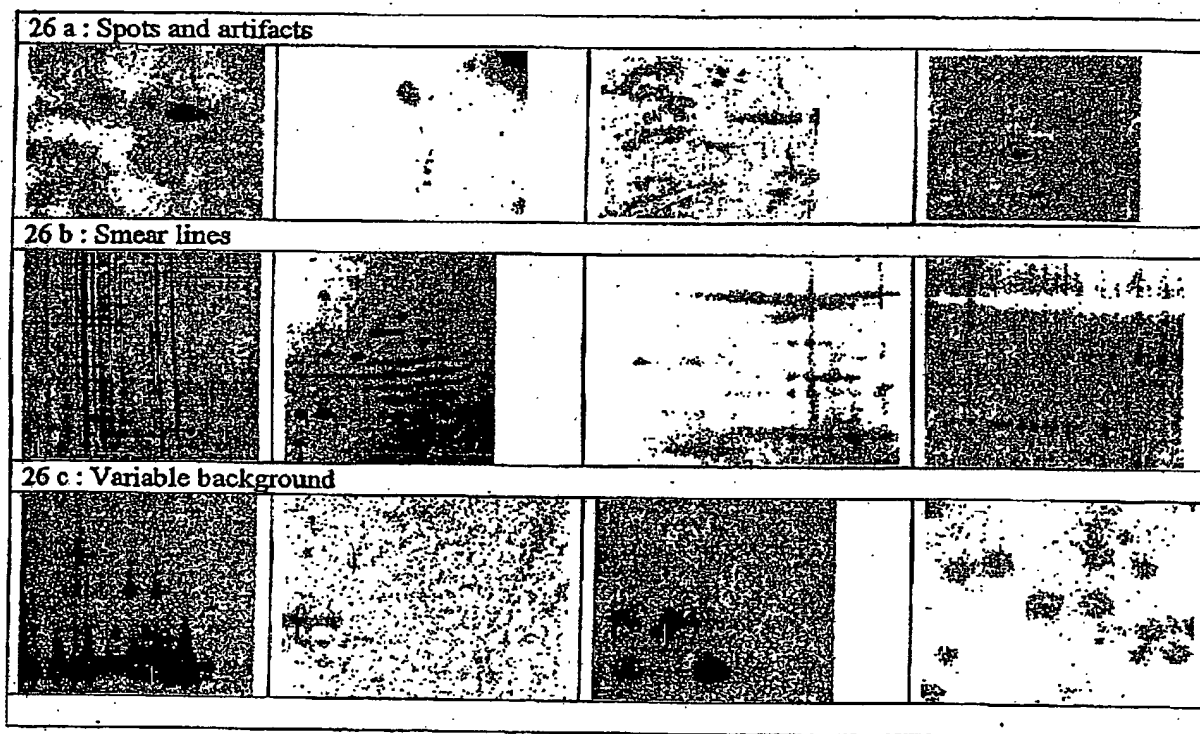 26 a : Spots and artifacts
26 b : Smear lines
26 c : Variable background